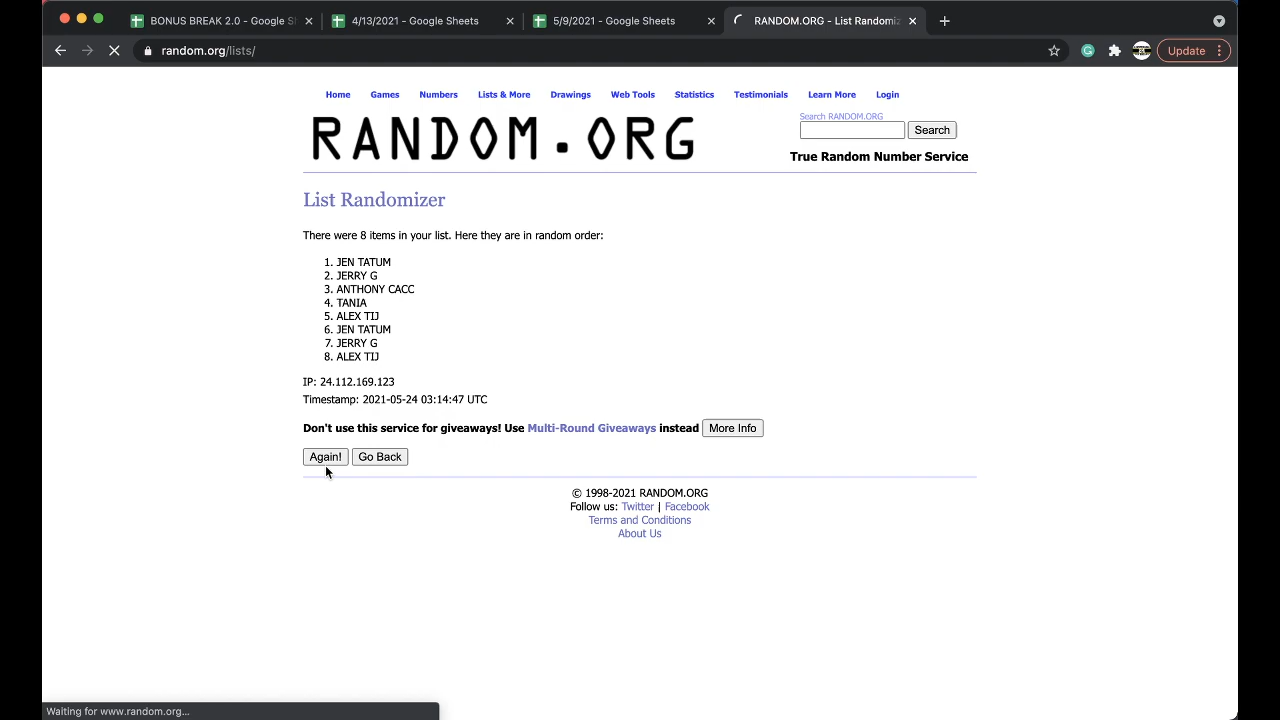 BONUS BREAK 2.0 - Google S
4/13/2021 - Google Sheets
5/9/2021 - Google Sheets
RANDOM.ORG - List Randomiz
random.org/lists/
Update
Home Games Numbers Lists & More Drawings Web Tools Statistics Testimonials Learn More Login
RANDOM.ORG
Search RANDOM.ORG
Search
True Random Number Service
List Randomizer
There were 8 items in your list. Here they are in random order:
1. JEN TATUM
2. JERRY G
3. ANTHONY CACC
4. TANIA
5. ALEX TIJ
6. JEN TATUM
7. JERRY G
8. ALEX TIJ
IP: 24.112.169.123
Timestamp: 2021-05-24 03:14:47 UTC
Don't use this service for giveaways! Use Multi-Round Giveaways instead More Info
Again! Go Back
© 1998-2021 RANDOM.ORG
Follow us: Twitter | Facebook
Terms and Conditions
About Us
Waiting for www.random.org...